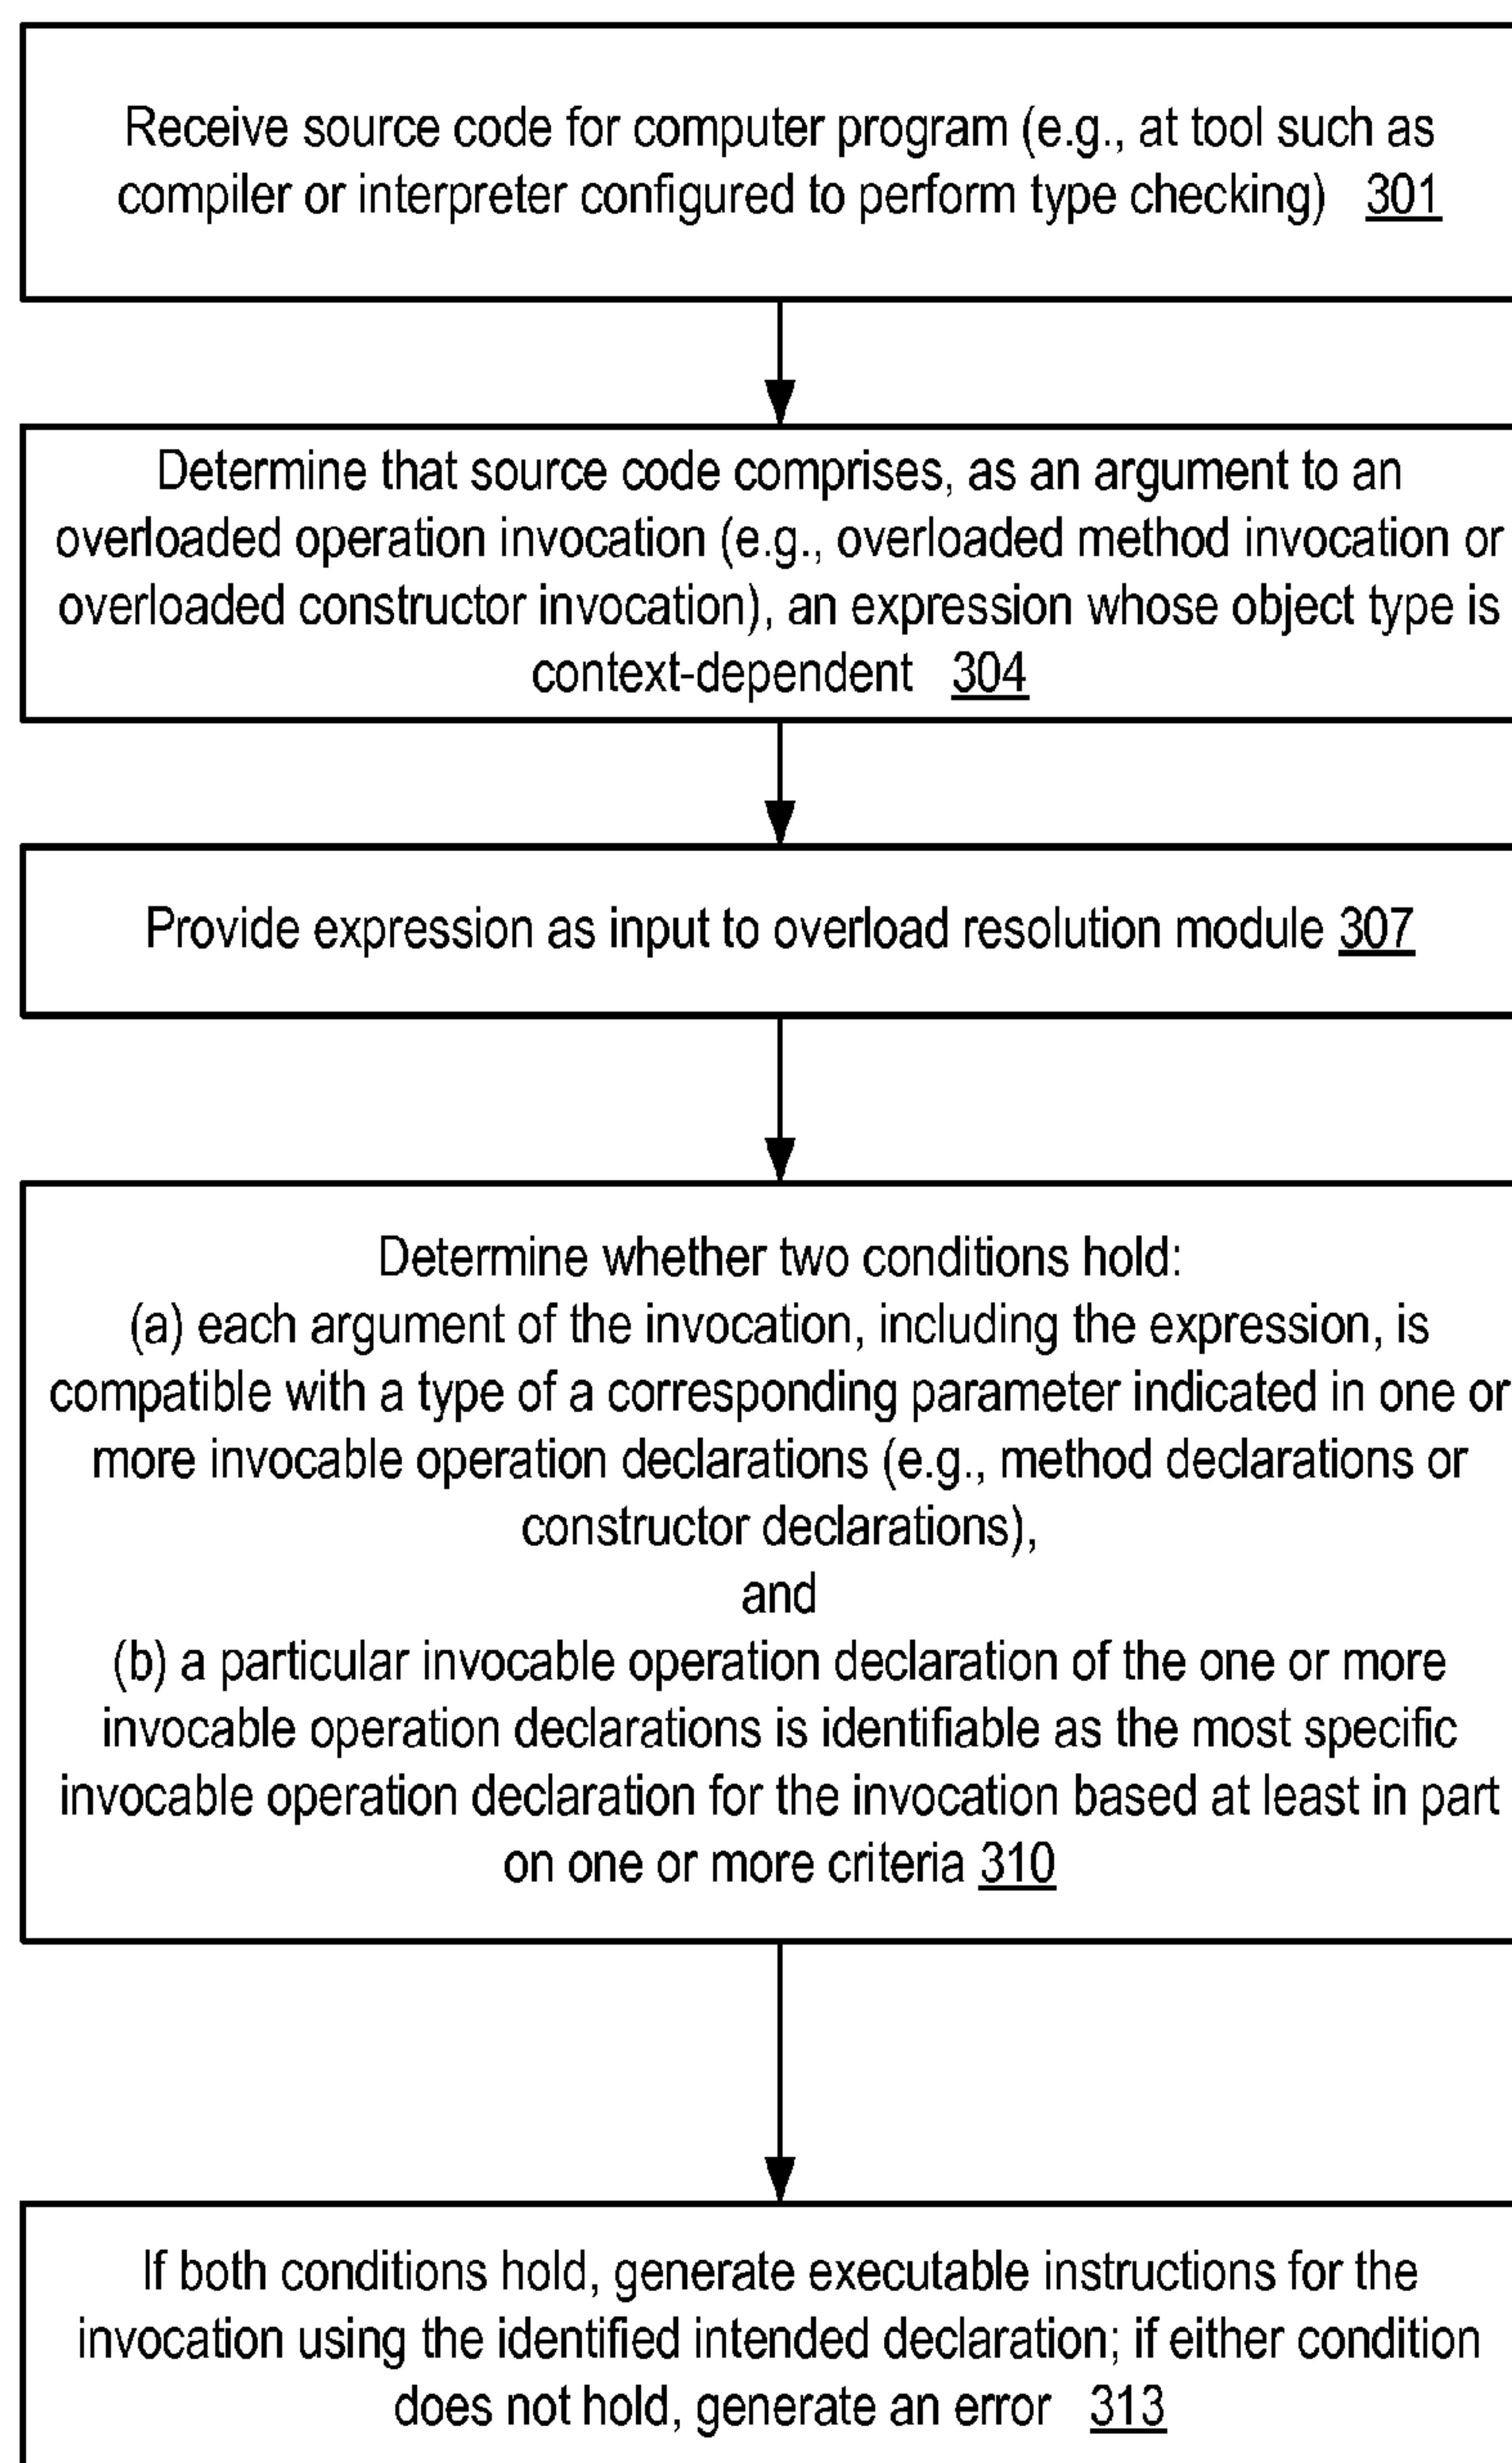 Receive source code for computer program (e.g., at tool such as
compiler or interpreter configured to perform type checking) 301
Determine that source code comprises, as an argument to an
overloaded operation invocation (e.g., overloaded method invocation or
overloaded constructor invocation), an expression whose object type is
context-dependent 304
Provide expression as input to overload resolution module 307
Determine whether two conditions hold:
(a) each argument of the invocation, including the expression, is
compatible with a type of a corresponding parameter indicated in one or
more invocable operation declarations (e.g., method declarations or
constructor declarations),
and
(b) a particular invocable operation declaration of the one or more
invocable operation declarations is identifiable as the most specific
invocable operation declaration for the invocation based at least in part
on one or more criteria 310
If both conditions hold, generate executable instructions for the
invocation using the identified intended declaration; if either condition
does not hold, generate an error 313